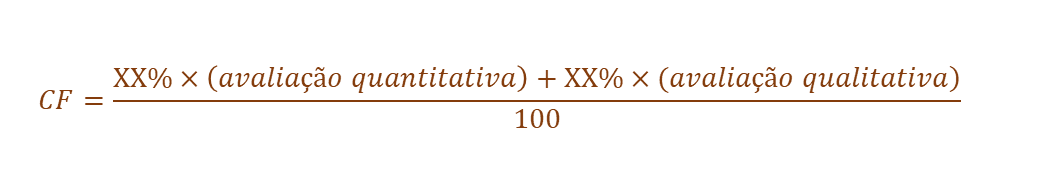 CF = XX% × (avaliação quantitativa) + XX% × (avaliação qualitativa)
100